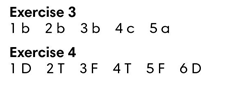 Exercise 3
1 b 2 b 3 b 4 c 5 a
Exercise 4
1 D 2 T 3 F 4 T 5 F 6 D